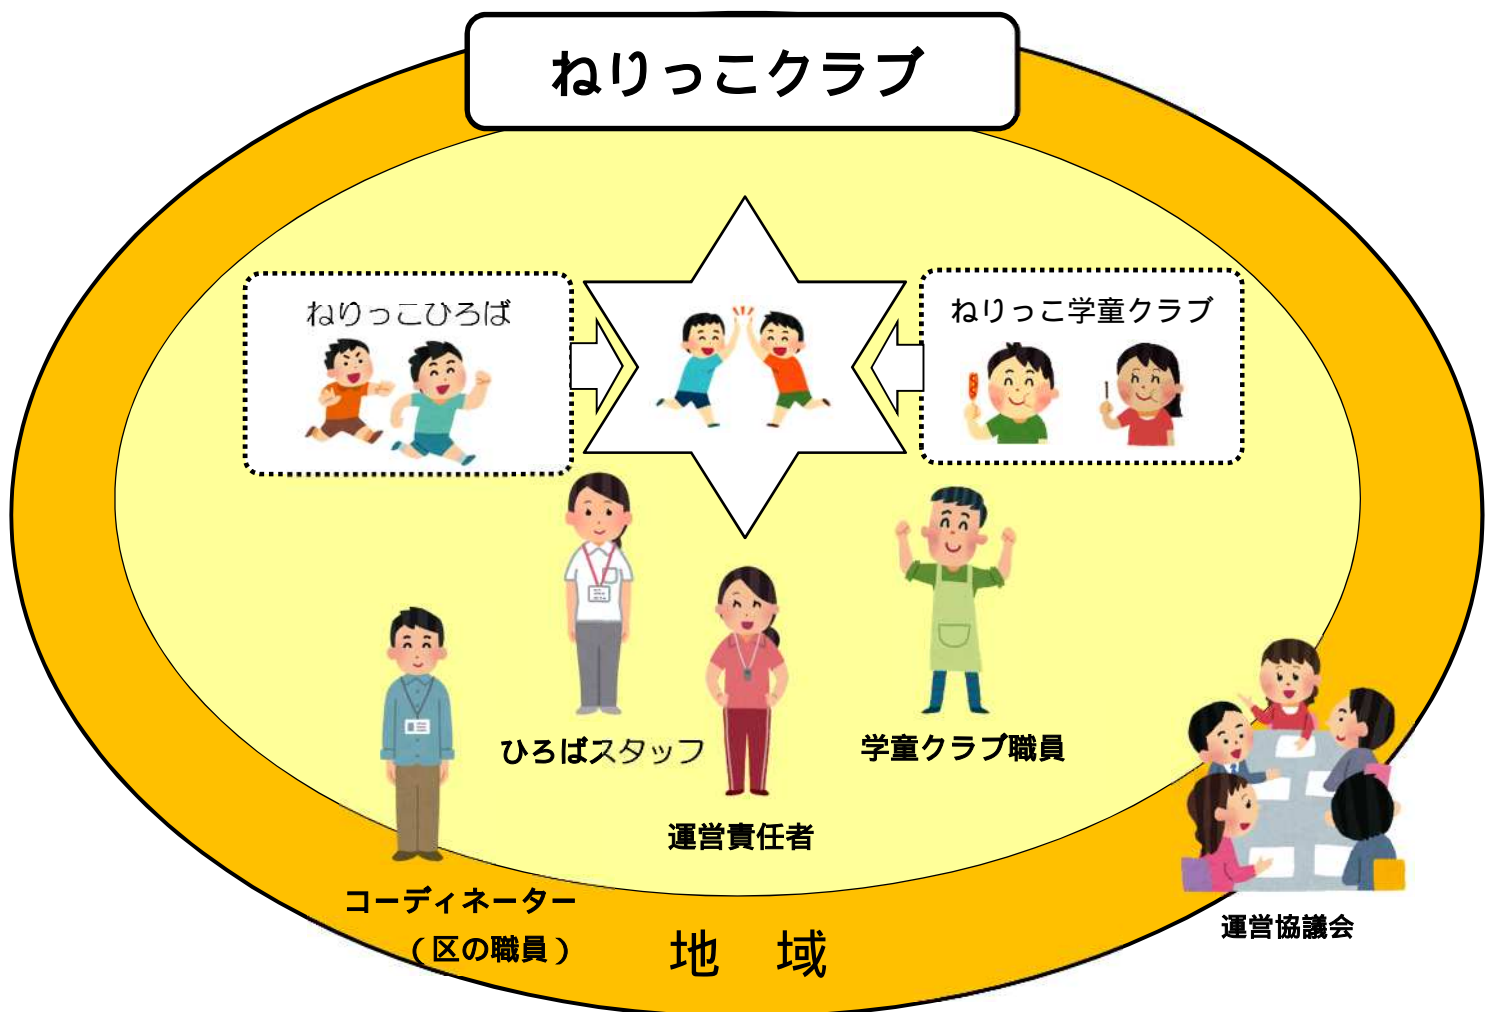 ねりっこクラブ
ねりっこひろば
ねりっこ学童クラブ
ひろばスタッフ
学童クラブ職員
運営責任者
コーディネーター
（区の職員）
地　域
運営協議会